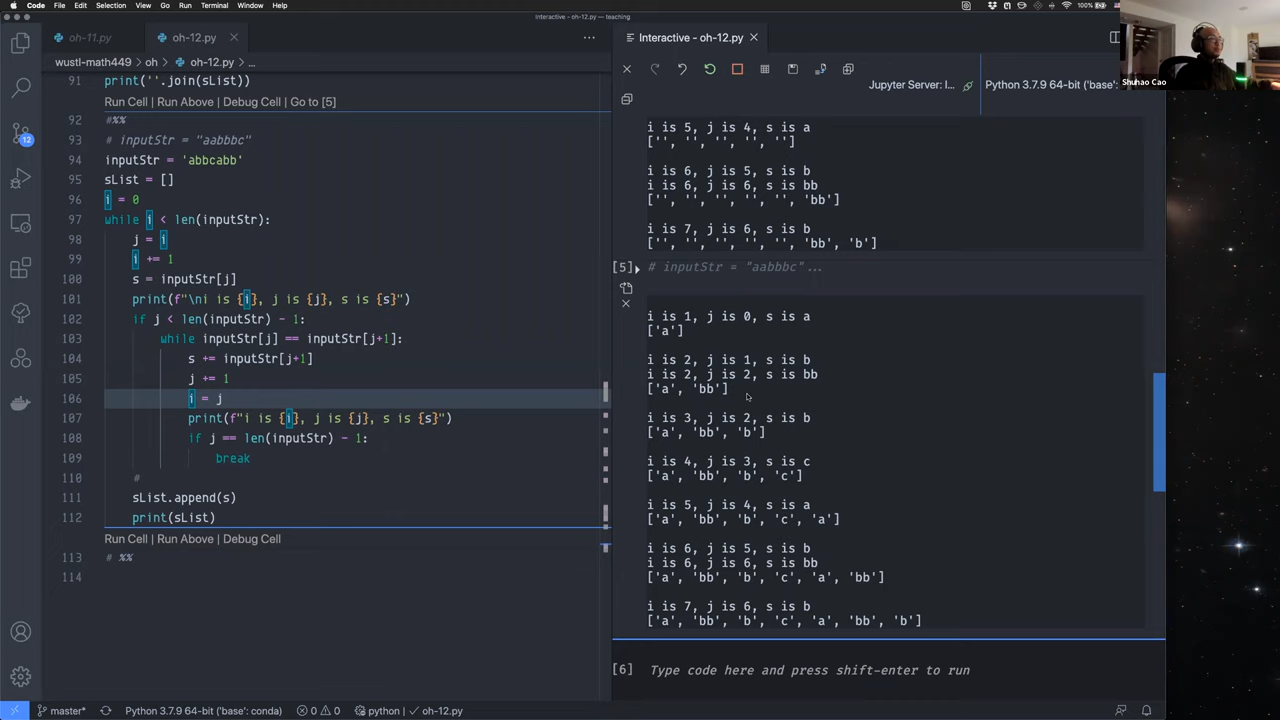 Code File Edit Selection View Go Run Terminal Window Help 100%
oh-12.py — teaching
oh-11.py oh-12.py
wustl-math449 > oh > oh-12.py > ...
91 print(''.join(sList))
Run Cell | Run Above | Debug Cell | Go to [5]
92 #%%
93 # inputStr = "aabbbc"
94 inputStr = 'abbcabb'
95 sList = []
96 i = 0
97 while i < len(inputStr):
98 j = i
99 i += 1
100 s = inputStr[j]
101 print(f"\ni is {i}, j is {j}, s is {s}")
102 if j < len(inputStr) - 1:
103 while inputStr[j] == inputStr[j+1]:
104 s += inputStr[j+1]
105 j += 1
106 i = j
107 print(f"i is {i}, j is {j}, s is {s}")
108 if j == len(inputStr) - 1:
109 break
110 #
111 sList.append(s)
112 print(sList)
Run Cell | Run Above | Debug Cell
113 # %%
114
12
Interactive - oh-12.py
Jupyter Server: l... Python 3.7.9 64-bit ('base':
i is 5, j is 4, s is a
['', '', '', '', '']
i is 6, j is 5, s is b
i is 6, j is 6, s is bb
['', '', '', '', '', 'bb']
i is 7, j is 6, s is b
['', '', '', '', '', 'bb', 'b']
[5] # inputStr = "aabbbc"...
i is 1, j is 0, s is a
['a']
i is 2, j is 1, s is b
i is 2, j is 2, s is bb
['a', 'bb']
i is 3, j is 2, s is b
['a', 'bb', 'b']
i is 4, j is 3, s is c
['a', 'bb', 'b', 'c']
i is 5, j is 4, s is a
['a', 'bb', 'b', 'c', 'a']
i is 6, j is 5, s is b
i is 6, j is 6, s is bb
['a', 'bb', 'b', 'c', 'a', 'bb']
i is 7, j is 6, s is b
['a', 'bb', 'b', 'c', 'a', 'bb', 'b']
[6] Type code here and press shift-enter to run
Shuhao Cao
master* Python 3.7.9 64-bit ('base': conda) 0 0 python | oh-12.py